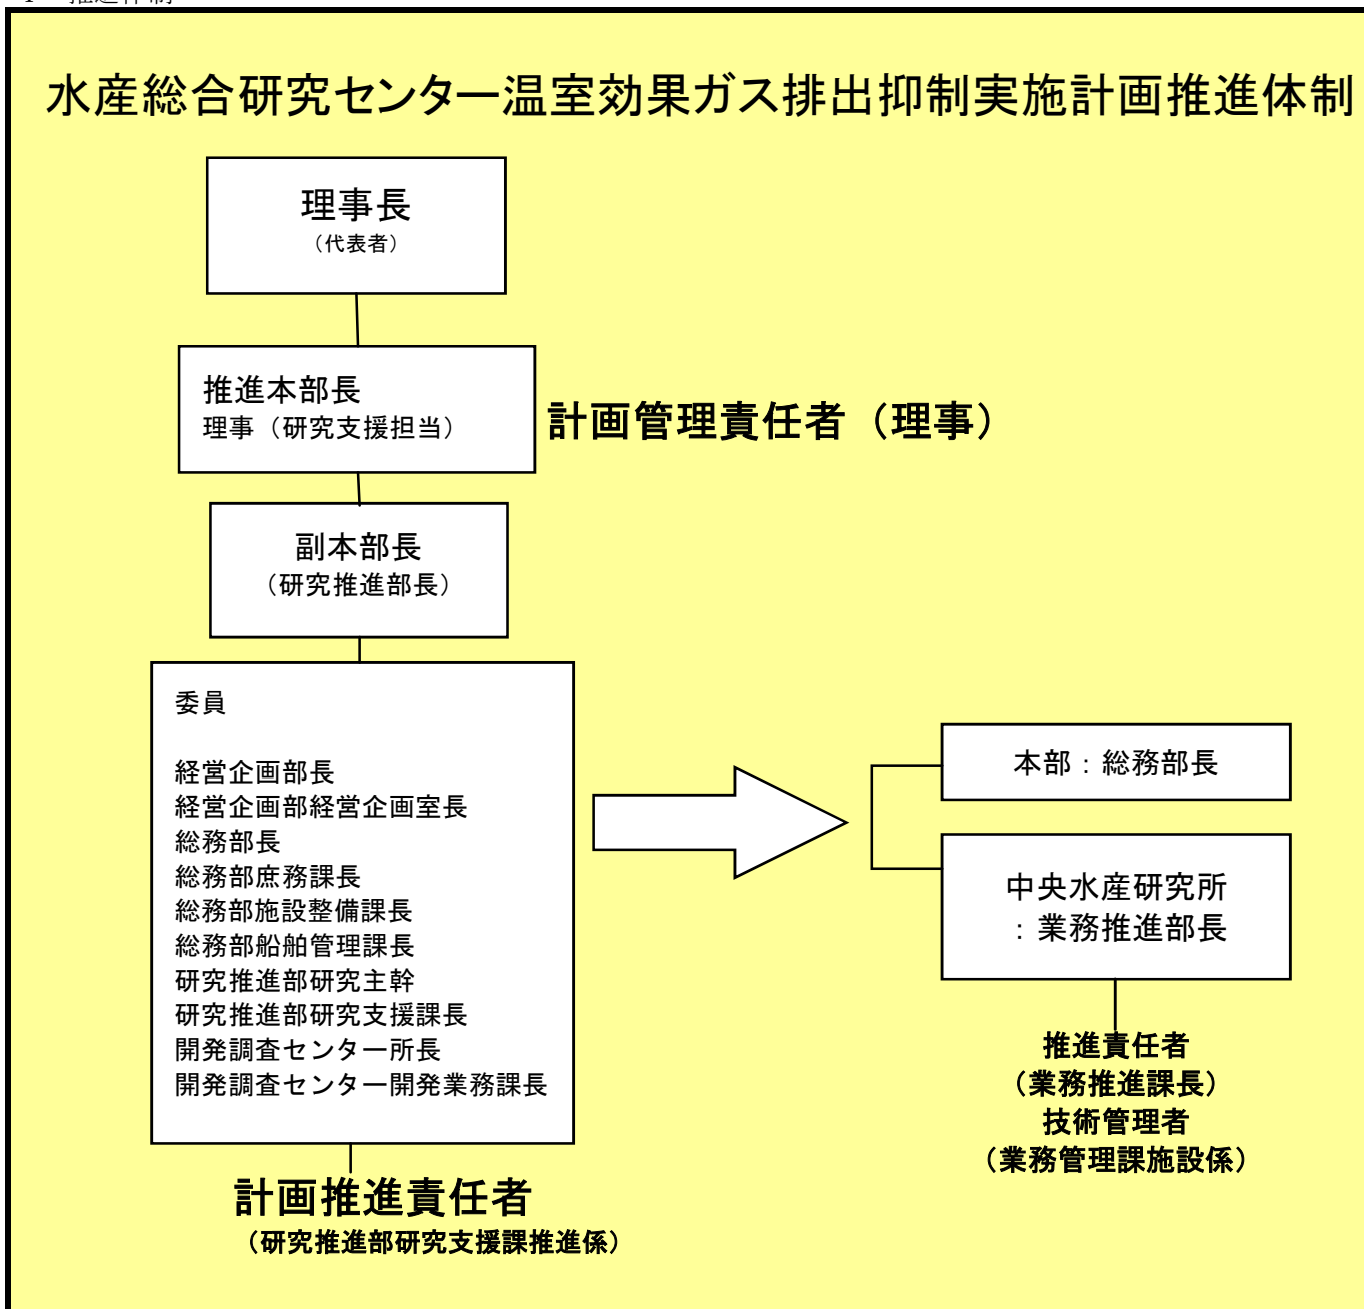 水産総合研究センター温室効果ガス排出抑制実施計画推進体制
理事長
（代表者）
推進本部長
理事（研究支援担当）
計画管理責任者（理事）
副本部長
（研究推進部長）
委員
経営企画部長
経営企画部経営企画室長
総務部長
総務部庶務課長
総務部施設整備課長
総務部船舶管理課長
研究推進部研究主幹
研究推進部研究支援課長
開発調査センター所長
開発調査センター開発業務課長
計画推進責任者
（研究推進部研究支援課推進係）
本部：総務部長
中央水産研究所
：業務推進部長
推進責任者
（業務推進課長）
技術管理者
（業務管理課施設係）